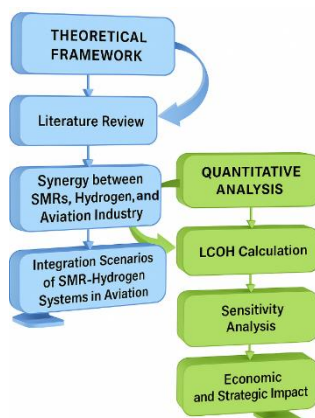 THEORETICAL
FRAMEWORK
Literature Review
Synergy between
SMRs, Hydrogen, and
Aviation Industry
Integration Scenarios
of SMR-Hydrogen
Systems in Aviation
QUANTITATIVE
ANALYSIS
LCOH Calculation
Sensitivity
Analysis
Economic
and Strategic Impact